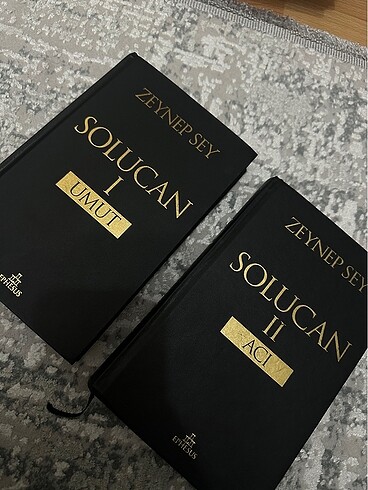 ZEYNEP SEY
SOLUCAN
I
UMUT
EPHESUS
ZEYNEP SEY
SOLUCAN
II
ACI
EPHESUS